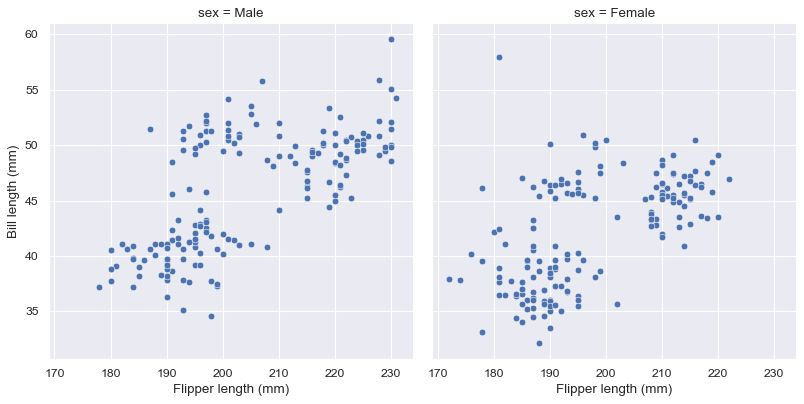 sex = Male
sex = Female
60
55
50
45
40
35
Bill length (mm)
170 180 190 200 210 220 230
170 180 190 200 210 220 230
Flipper length (mm)
Flipper length (mm)